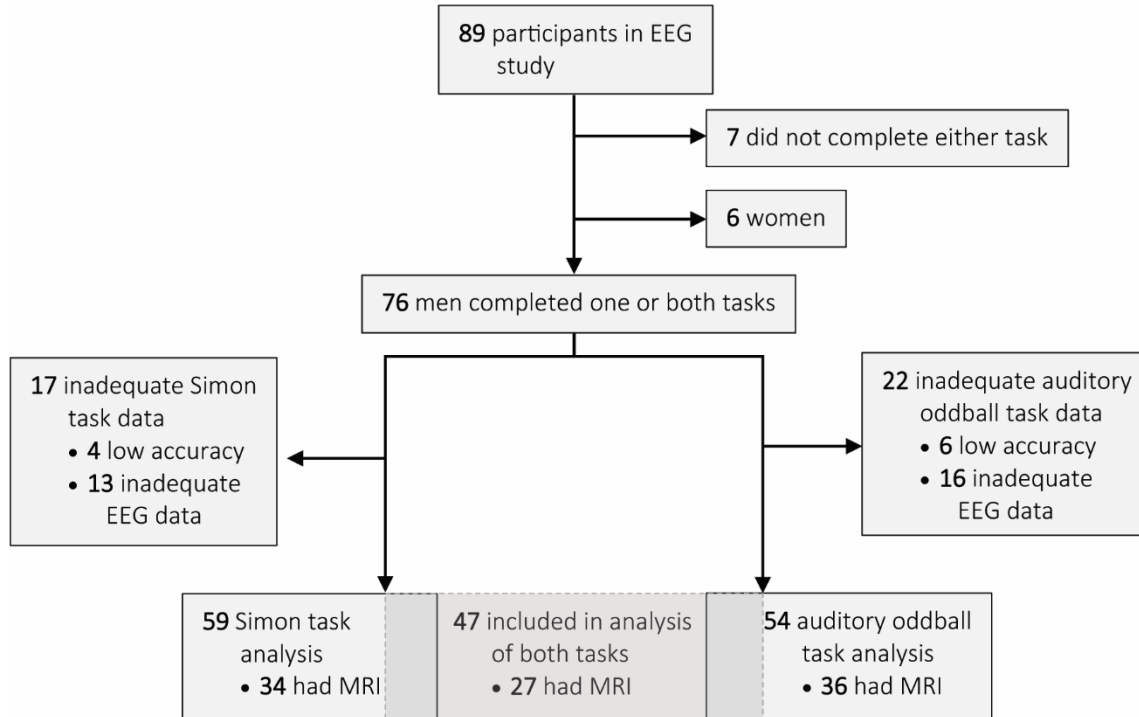 89 participants in EEG
study
7 did not complete either task
6 women
76 men completed one or both tasks
17 inadequate Simon
task data
• 4 low accuracy
• 13 inadequate
EEG data
22 inadequate auditory
oddball task data
• 6 low accuracy
• 16 inadequate
EEG data
59 Simon task
analysis
• 34 had MRI
47 included in analysis
of both tasks
• 27 had MRI
54 auditory oddball
task analysis
• 36 had MRI